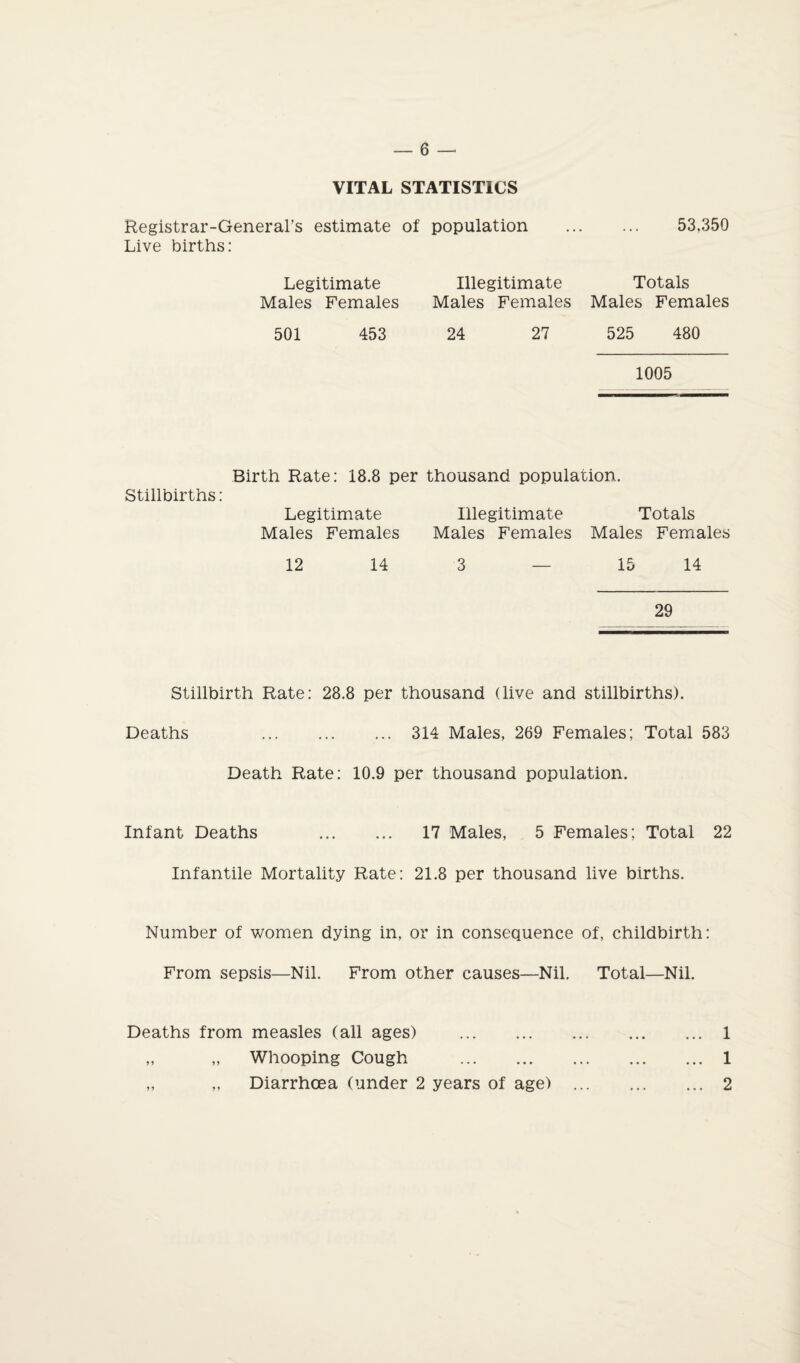 — 6 —
VITAL STATISTICS
Registrar-General's estimate of population ... ... 53,350
Live births:
Legitimate Illegitimate Totals
Males Females Males Females Males Females
501 453 24 27 525 480
1005
Birth Rate: 18.8 per thousand population.
Stillbirths:
Legitimate Illegitimate Totals
Males Females Males Females Males Females
12 14 3 — 15 14
29
Stillbirth Rate: 28.8 per thousand (live and stillbirths).
Deaths ... ... ... 314 Males, 269 Females; Total 583
Death Rate: 10.9 per thousand population.
Infant Deaths ... ... 17 Males, 5 Females; Total 22
Infantile Mortality Rate: 21.8 per thousand live births.
Number of women dying in, or in consequence of, childbirth:
From sepsis—Nil. From other causes—Nil. Total—Nil.
Deaths from measles (all ages) ... ... ... ... ... 1
„ „ Whooping Cough ... ... ... ... ... 1
„ „ Diarrhœa (under 2 years of age) ... ... ... 2